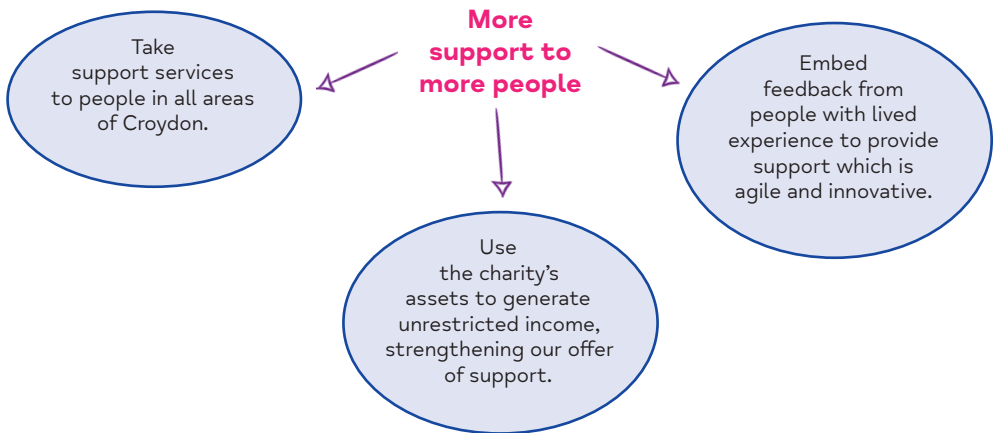 More
support to
more people
Take
support services
to people in all areas
of Croydon.
Use
the charity’s
assets to generate
unrestricted income,
strengthening our offer
of support.
Embed
feedback from
people with lived
experience to provide
support which is
agile and innovative.